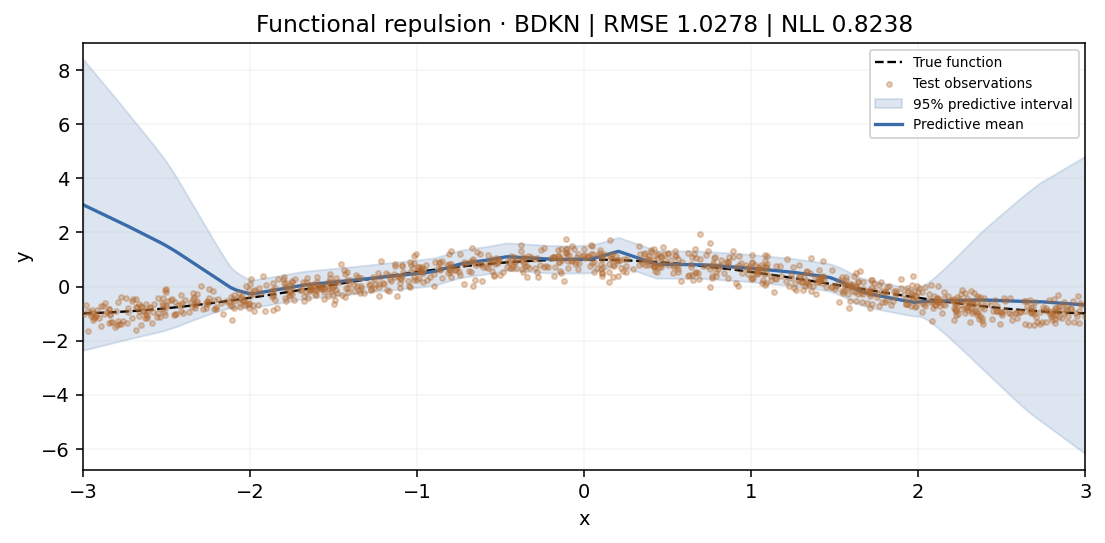 Functional repulsion · BDKN | RMSE 1.0278 | NLL 0.8238
True function
Test observations
95% predictive interval
Predictive mean
8
6
4
2
0
−2
−4
−6
y
−3
−2
−1
0
1
2
3
x